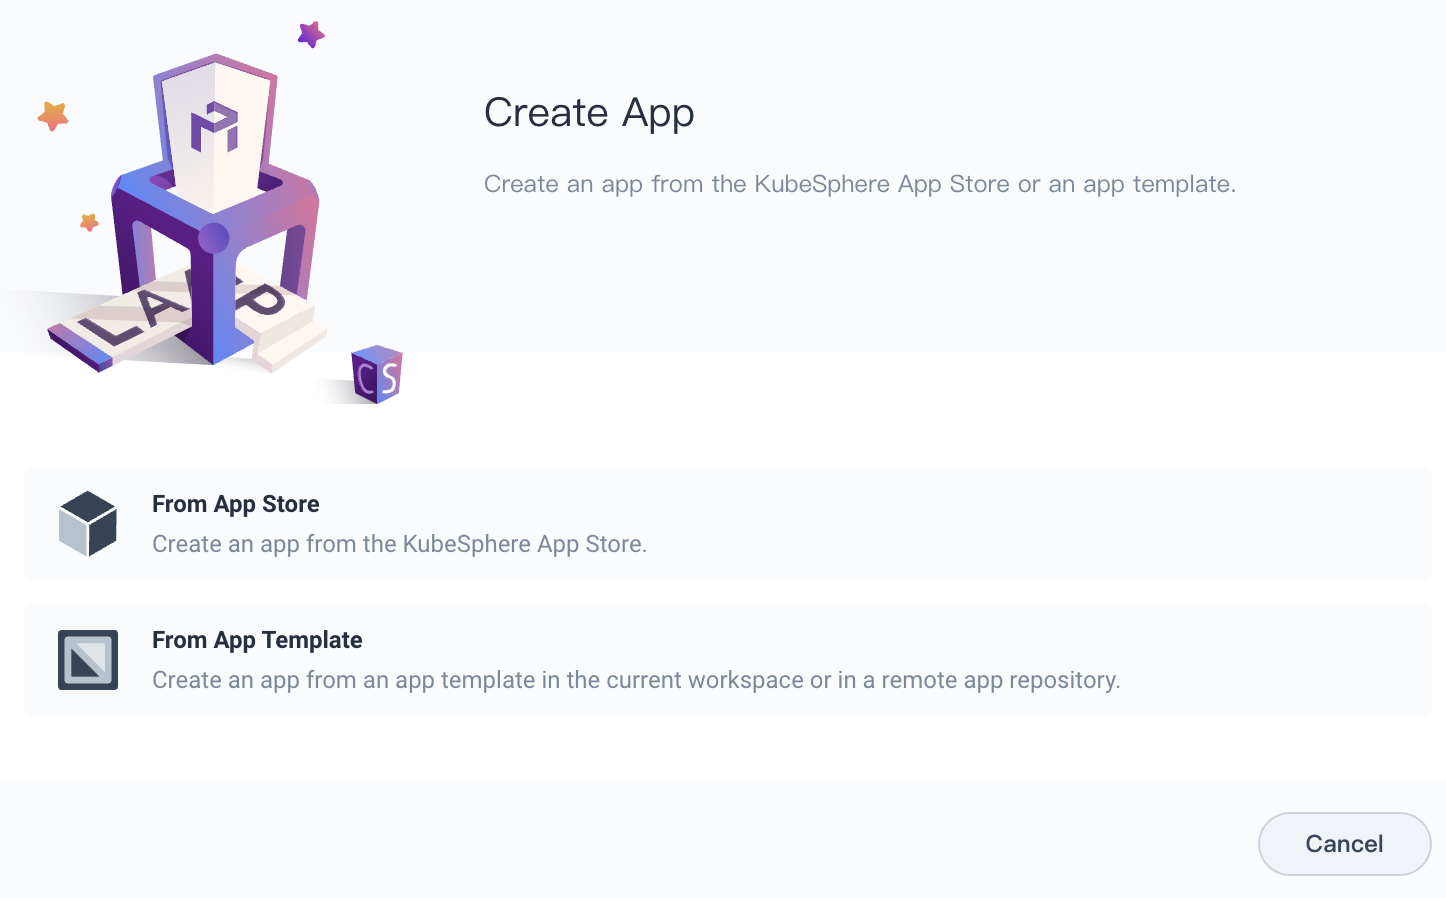 Create App
Create an app from the KubeSphere App Store or an app template.
LA P
CS
From App Store
Create an app from the KubeSphere App Store.
From App Template
Create an app from an app template in the current workspace or in a remote app repository.
Cancel